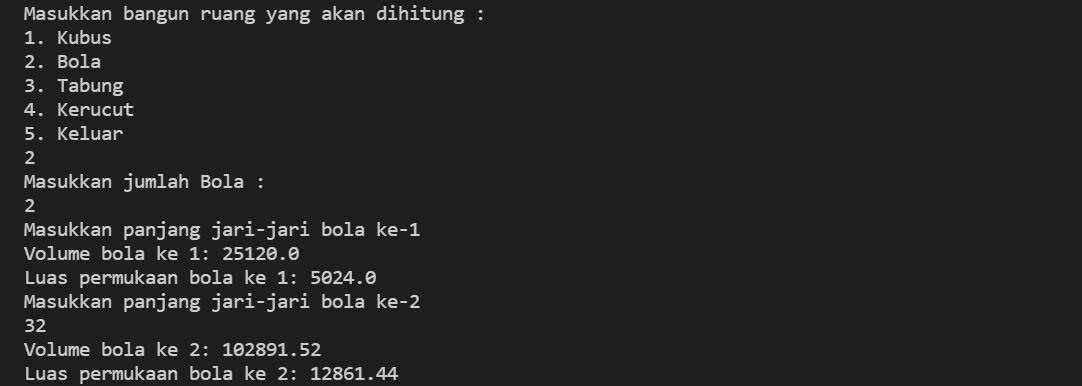 Masukkan bangun ruang yang akan dihitung :
1. Kubus
2. Bola
3. Tabung
4. Kerucut
5. Keluar
2
Masukkan jumlah Bola :
2
Masukkan panjang jari-jari bola ke-1
Volume bola ke 1: 25120.0
Luas permukaan bola ke 1: 5024.0
Masukkan panjang jari-jari bola ke-2
32
Volume bola ke 2: 102891.52
Luas permukaan bola ke 2: 12861.44